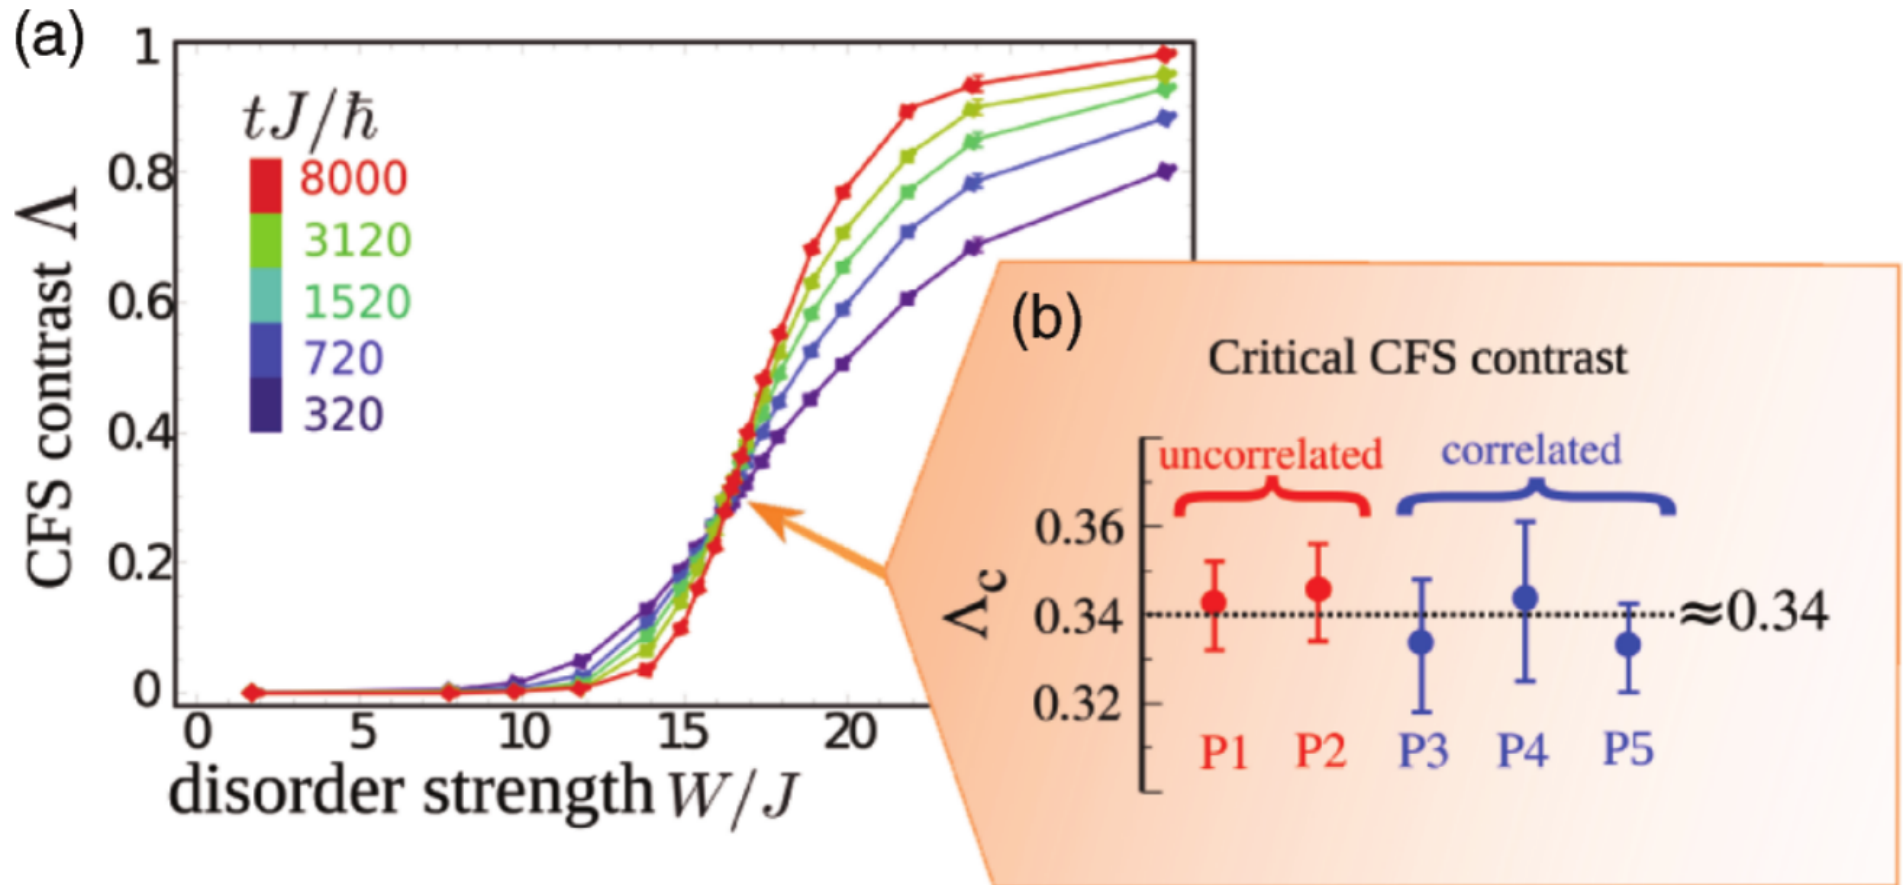 (a)
1
0.8
0.6
0.4
0.2
0
CFS contrast Λ
tJ/ħ
8000
3120
1520
720
320
0 5 10 15 20
disorder strength W/J
(b)
Critical CFS contrast
uncorrelated correlated
0.36
0.34
0.32
Λc
≈0.34
P1 P2 P3 P4 P5